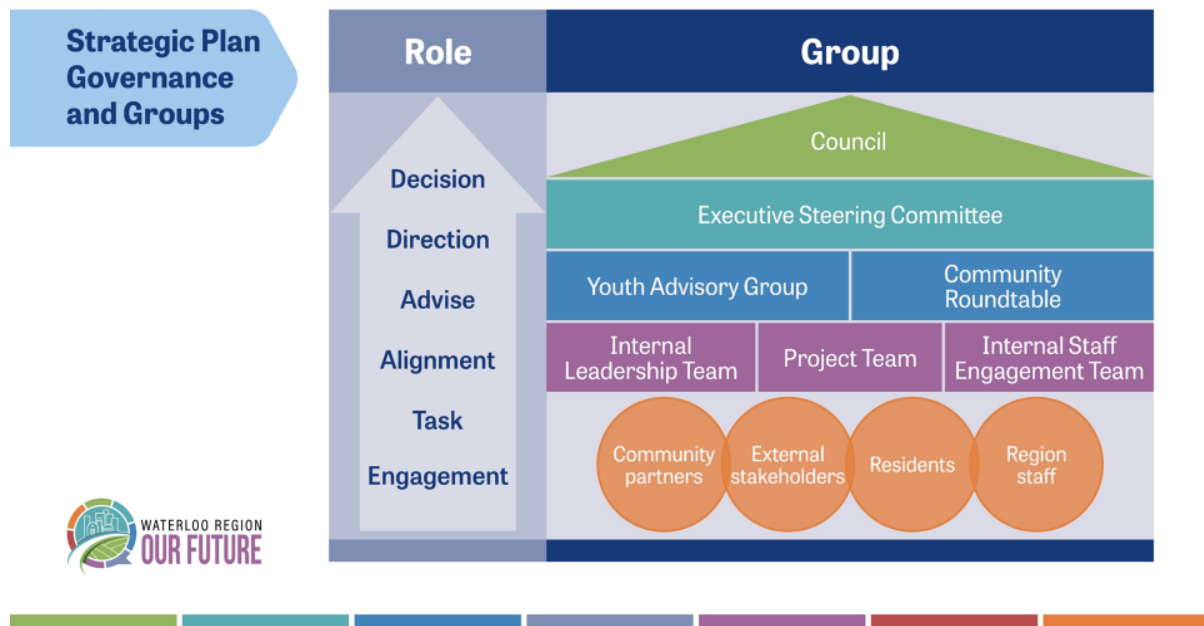 Strategic Plan
Governance
and Groups
Role
Group
Decision
Direction
Advise
Alignment
Task
Engagement
Council
Executive Steering Committee
Youth Advisory Group
Community
Roundtable
Internal
Leadership Team
Project Team
Internal Staff
Engagement Team
Community
partners
External
stakeholders
Residents
Region
staff
WATERLOO REGION
OUR FUTURE